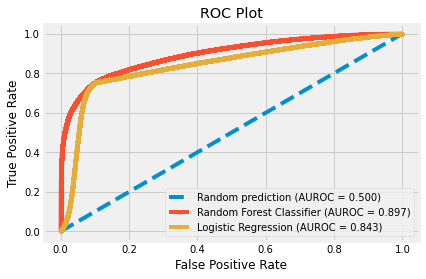 ROC Plot
True Positive Rate
1.0
0.8
0.6
0.4
0.2
0.0
Random prediction (AUROC = 0.500)
Random Forest Classifier (AUROC = 0.897)
Logistic Regression (AUROC = 0.843)
0.0 0.2 0.4 0.6 0.8 1.0
False Positive Rate